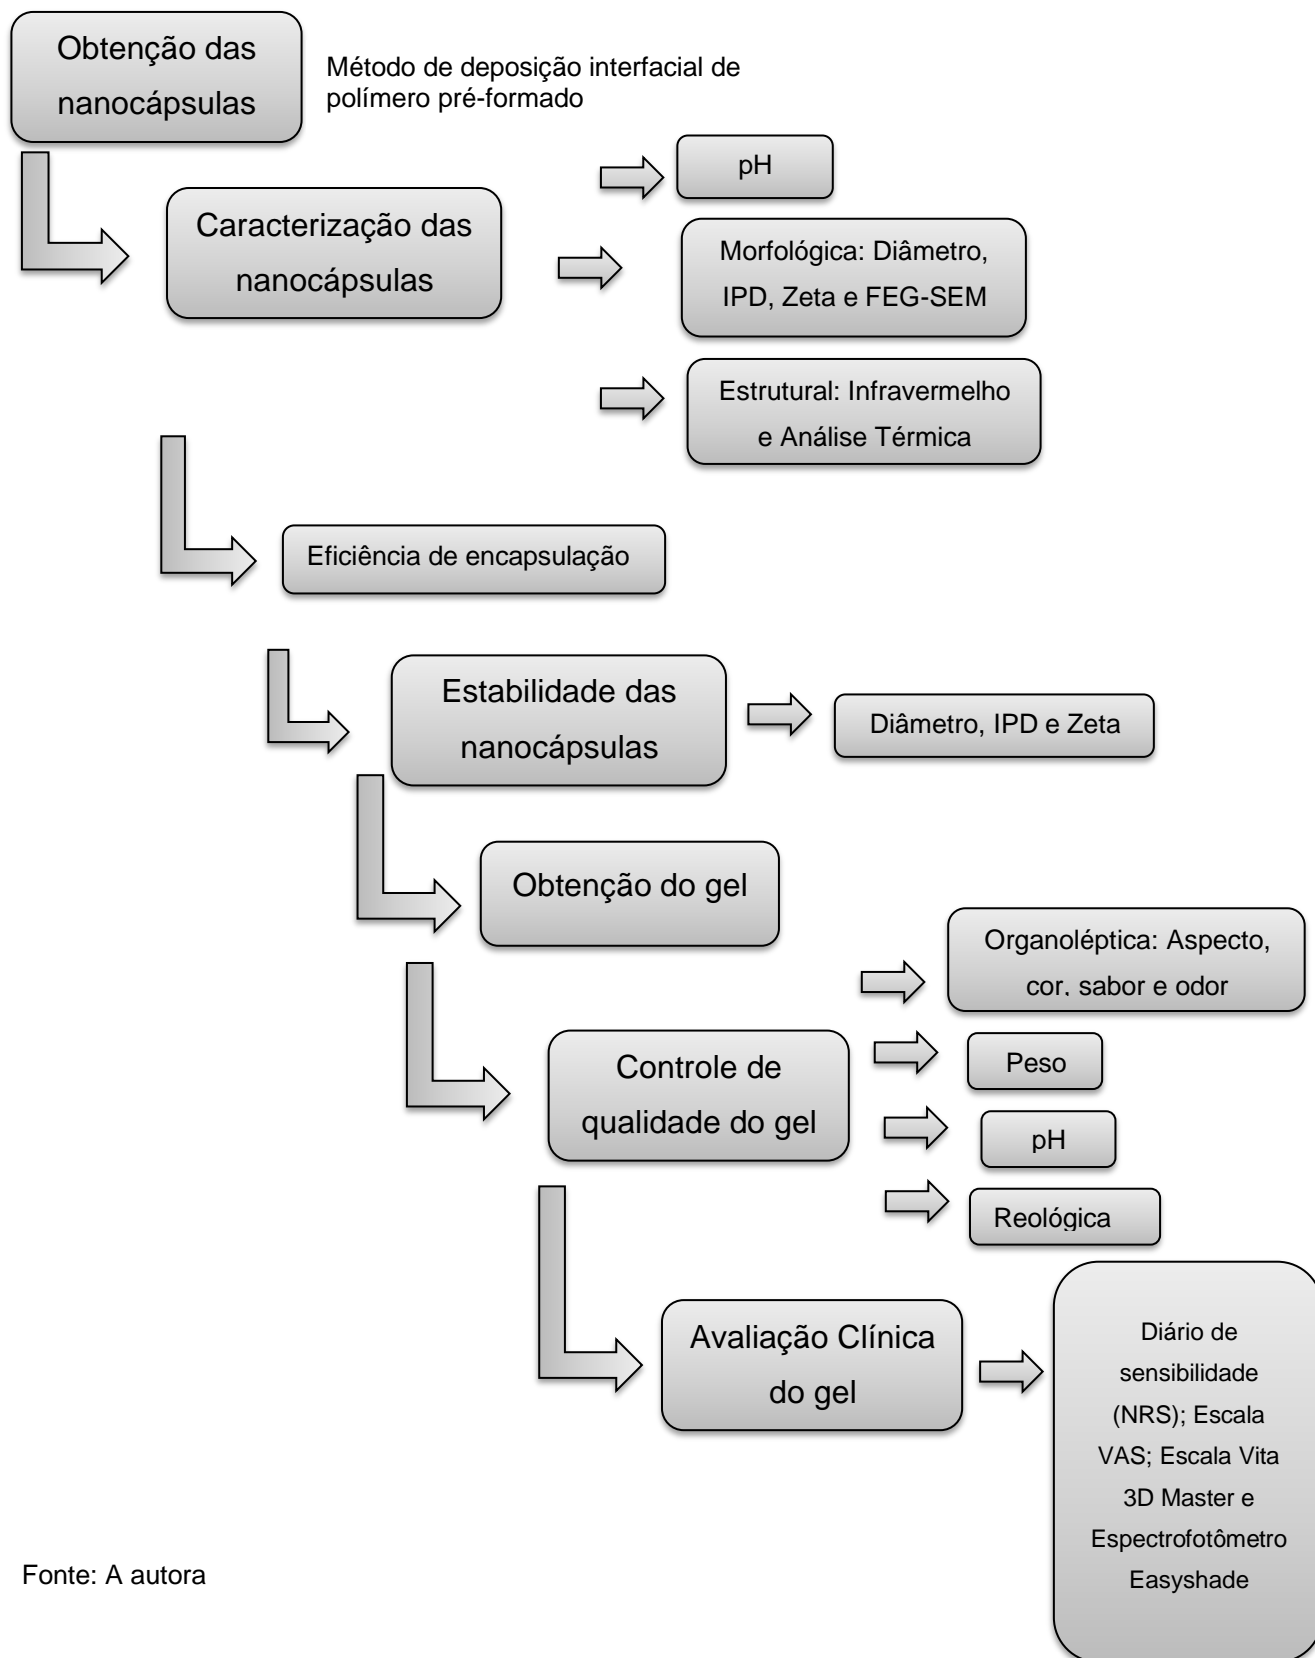 Obtenção das
nanocápsulas
Método de deposição interfacial de
polímero pré-formado
pH
Caracterização das
nanocápsulas
Morfológica: Diâmetro,
IPD, Zeta e FEG-SEM
Estrutural: Infravermelho
e Análise Térmica
Eficiência de encapsulação
Estabilidade das
nanocápsulas
Diâmetro, IPD e Zeta
Obtenção do gel
Organoléptica: Aspecto,
cor, sabor e odor
Controle de
qualidade do gel
Peso
pH
Reológica
Avaliação Clínica
do gel
Diário de
sensibilidade
(NRS); Escala
VAS; Escala Vita
3D Master e
Espectrofotômetro
Easyshade
Fonte: A autora